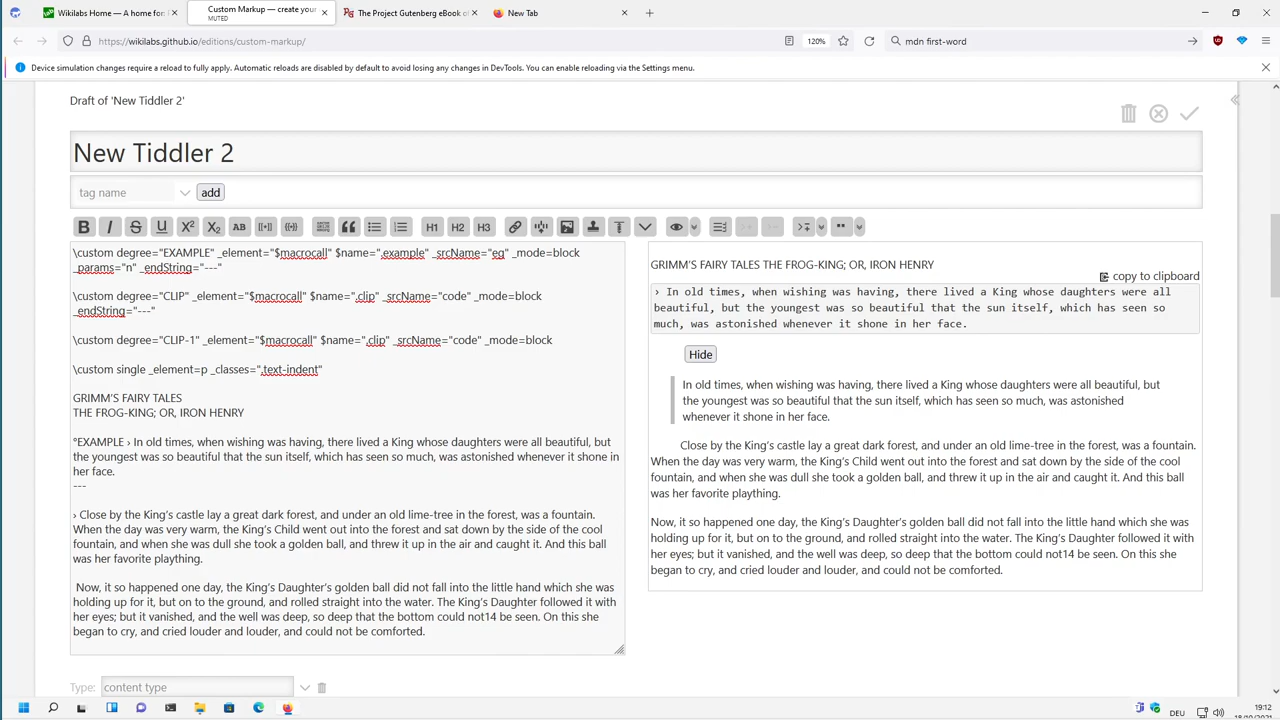 Wikilabs Home — A home for
Custom Markup — create your
MUTED
The Project Gutenberg eBook of
New Tab
https://wikilabs.github.io/editions/custom-markup/
120%
mdn first-word
Device simulation changes require a reload to fully apply. Automatic reloads are disabled by default to avoid losing any changes in DevTools. You can enable reloading via the Settings menu.
Draft of 'New Tiddler 2'
New Tiddler 2
tag name
add
B I S U X² X₂ AB
H1 H2 H3
\custom degree="EXAMPLE" _element="$macrocall" $name=".example" _srcName="eg" _mode=block
_params="n" _endString="---"
\custom degree="CLIP" _element="$macrocall" $name=".clip" _srcName="code" _mode=block
_endString="---"
\custom degree="CLIP-1" _element="$macrocall" $name=".clip" _srcName="code" _mode=block
\custom single _element=p _classes=".text-indent"
GRIMM'S FAIRY TALES
THE FROG-KING; OR, IRON HENRY
°EXAMPLE › In old times, when wishing was having, there lived a King whose daughters were all beautiful, but
the youngest was so beautiful that the sun itself, which has seen so much, was astonished whenever it shone in
her face.
---
› Close by the King's castle lay a great dark forest, and under an old lime-tree in the forest, was a fountain.
When the day was very warm, the King's Child went out into the forest and sat down by the side of the cool
fountain, and when she was dull she took a golden ball, and threw it up in the air and caught it. And this ball
was her favorite plaything.
Now, it so happened one day, the King's Daughter's golden ball did not fall into the little hand which she was
holding up for it, but on to the ground, and rolled straight into the water. The King's Daughter followed it with
her eyes; but it vanished, and the well was deep, so deep that the bottom could not14 be seen. On this she
began to cry, and cried louder and louder, and could not be comforted.
GRIMM'S FAIRY TALES THE FROG-KING; OR, IRON HENRY
copy to clipboard
› In old times, when wishing was having, there lived a King whose daughters were all
beautiful, but the youngest was so beautiful that the sun itself, which has seen so
much, was astonished whenever it shone in her face.
Hide
In old times, when wishing was having, there lived a King whose daughters were all beautiful, but
the youngest was so beautiful that the sun itself, which has seen so much, was astonished
whenever it shone in her face.
Close by the King's castle lay a great dark forest, and under an old lime-tree in the forest, was a fountain.
When the day was very warm, the King's Child went out into the forest and sat down by the side of the cool
fountain, and when she was dull she took a golden ball, and threw it up in the air and caught it. And this ball
was her favorite plaything.
Now, it so happened one day, the King's Daughter's golden ball did not fall into the little hand which she was
holding up for it, but on to the ground, and rolled straight into the water. The King's Daughter followed it with
her eyes; but it vanished, and the well was deep, so deep that the bottom could not14 be seen. On this she
began to cry, and cried louder and louder, and could not be comforted.
Type:
content type
DEU
19:12
18/10/2021